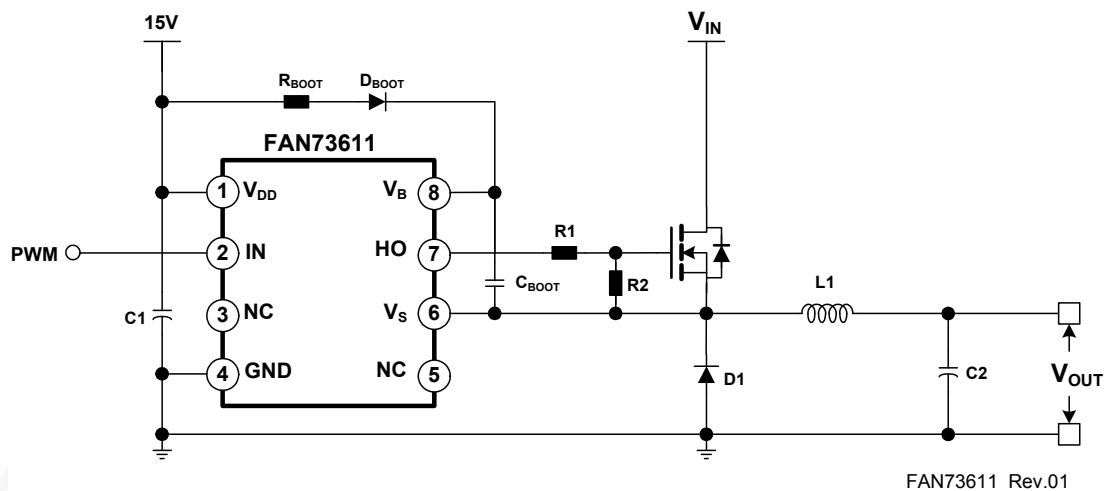 15V
V_IN
R_BOOT
D_BOOT
FAN73611
1
V_DD
V_B
8
PWM
2
IN
HO
7
R1
C_BOOT
R2
L1
C1
3
NC
V_S
6
4
GND
NC
5
D1
C2
V_OUT
FAN73611 Rev.01